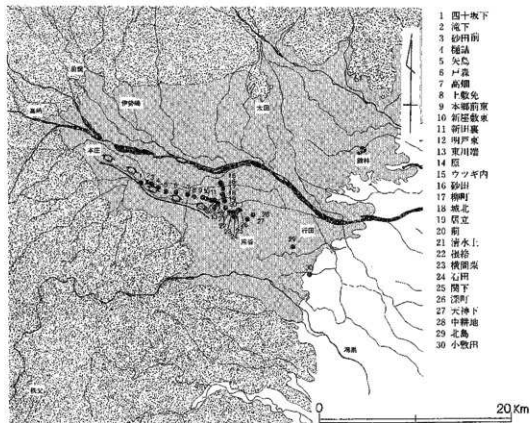 1 四十坂下
2 滝下
3 砂田前
4 樋詰
5 矢島
6 戸森
7 高畑
8 上敷免
9 本郷前東
10 新屋敷東
11 新田裏
12 明戸東
13 東川端
14 原
15 ウツギ内
16 砂田
17 柳町
18 城北
19 居立
20 前
21 清水上
22 根絡
23 横間栗
24 石田
25 関下
26 深町
27 天神下
28 中耕地
29 北島
30 小敷田
前橋
高崎
伊勢崎
太田
館林
本庄
熊谷
行田
鴻巣
秩父
0 20 Km